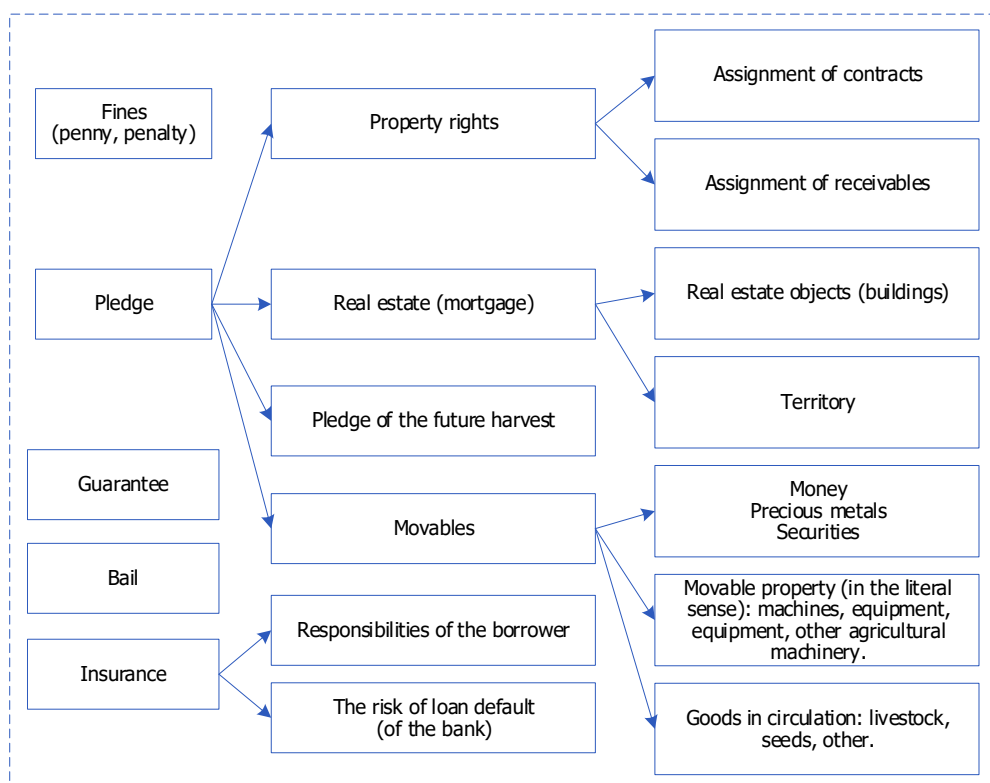 Fines
(penny, penalty)
Pledge
Guarantee
Bail
Insurance
Property rights
Real estate (mortgage)
Pledge of the future harvest
Movables
Responsibilities of the borrower
The risk of loan default
(of the bank)
Assignment of contracts
Assignment of receivables
Real estate objects (buildings)
Territory
Money
Precious metals
Securities
Movable property (in the literal
sense): machines, equipment,
equipment, other agricultural
machinery.
Goods in circulation: livestock,
seeds, other.